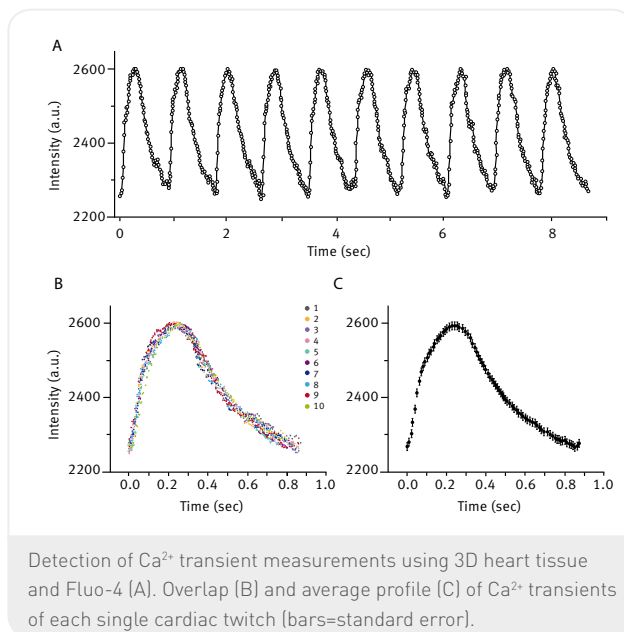 A
2600
2400
2200
Intensity (a.u.)
0 2 4 6 8
Time (sec)
B
2600
2400
2200
Intensity (a.u.)
0.0 0.2 0.4 0.6 0.8 1.0
Time (sec)
1
2
3
4
5
6
7
8
9
10
C
2600
2400
2200
Intensity (a.u.)
0.0 0.2 0.4 0.6 0.8 1.0
Time (sec)
Detection of Ca²⁺ transient measurements using 3D heart tissue
and Fluo-4 (A). Overlap (B) and average profile (C) of Ca²⁺ transients
of each single cardiac twitch (bars=standard error).